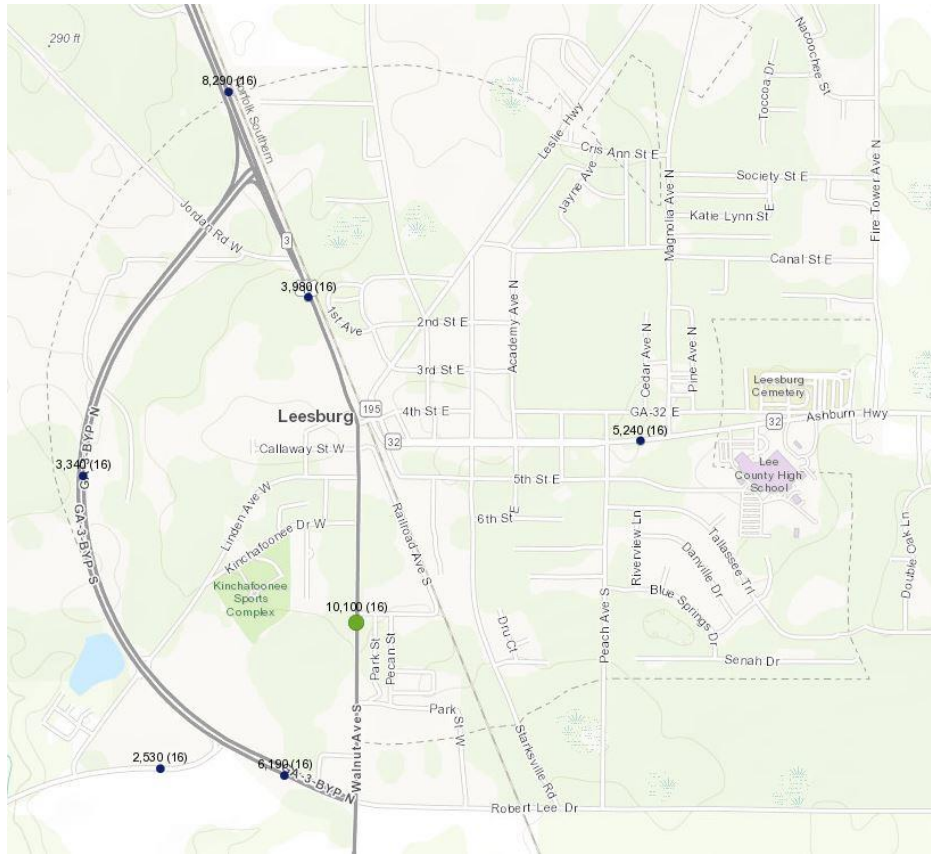 290 ft
8,290 (16)
Norfolk Southern
Jordan Rd W
3
3,980 (16)
1st Ave
Leslie Hwy
Cris Ann St E
Jayne Ave
Magnolia Ave N
Nacoochee St
Toccoa Dr
Society St E
E
Katie Lynn St
Canal St E
Fire Tower Ave N
2nd St E
3rd St E
4th St E
Academy Ave N
Cedar Ave N
Pine Ave N
Leesburg
195
32
Callaway St W
GA-32 E
5,240 (16)
Leesburg
Cemetery
32
Ashburn Hwy
Lee
County High
School
5th St E
6th St
E
GA-3-BYP-N
3,340 (16)
GA-3-BYP-S
Linden Ave W
Kinchafoonee Dr W
Kinchafoonee
Sports
Complex
Railroad Ave S
10,100 (16)
Park St
Pecan St
Dru Ct
Riverview Ln
Danville Dr
Tallassee Trl
Blue Springs Dr
Senah Dr
Double Oak Ln
Peach Ave S
Walnut Ave S
Park
St W
Starksville Rd
2,530 (16)
6,190 (16)
GA-3-BYP-N
Robert Lee Dr